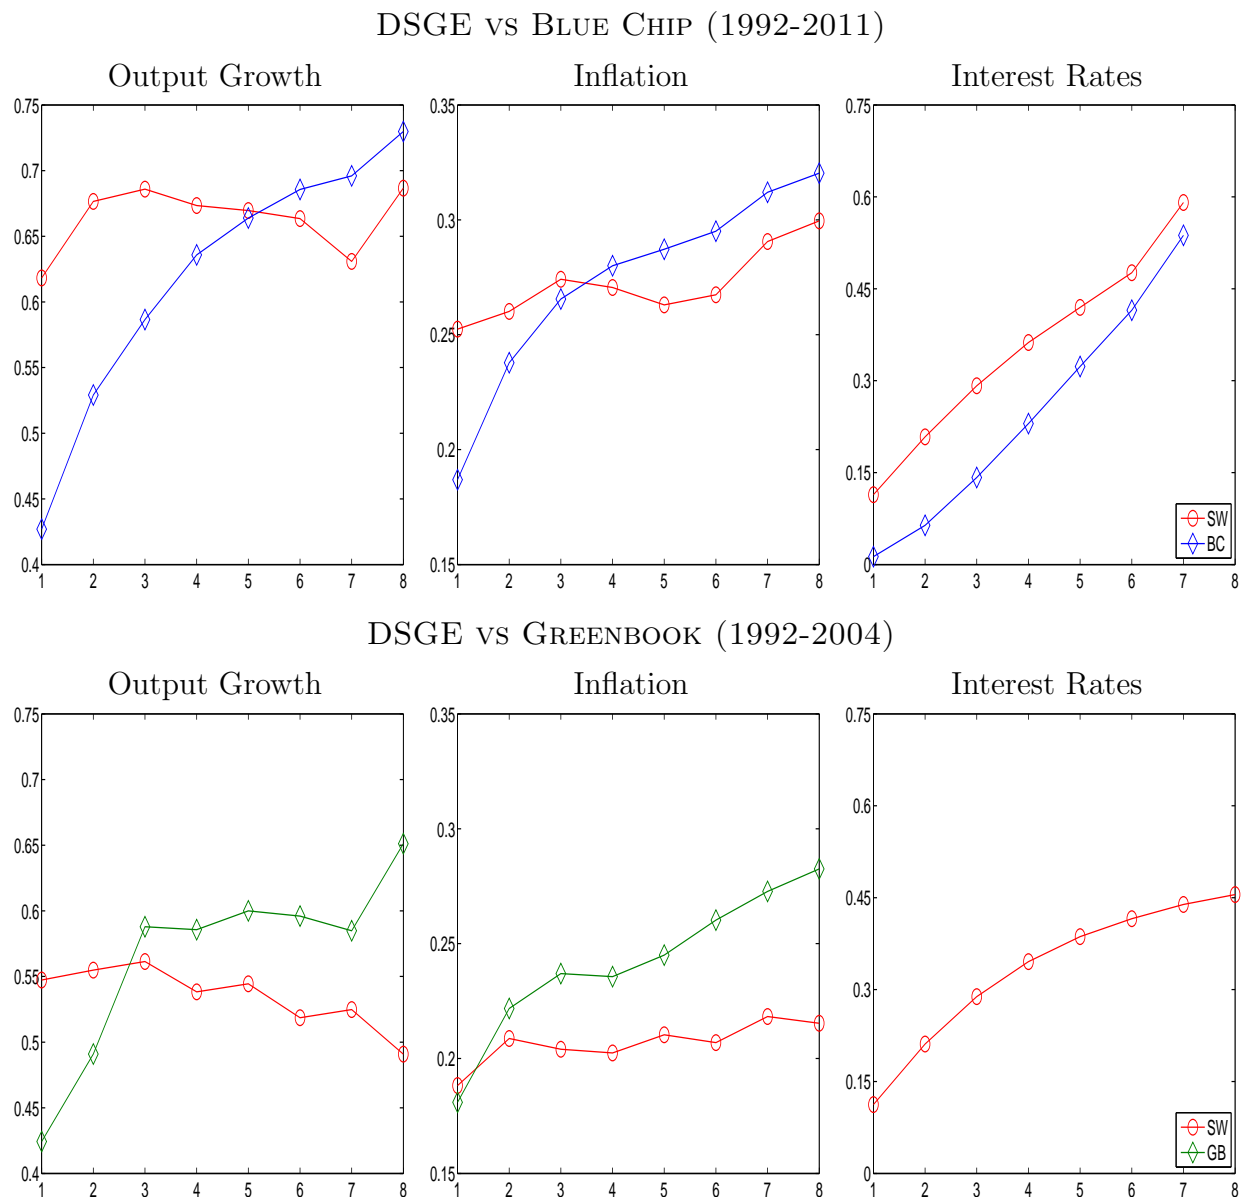 DSGE vs Blue Chip (1992-2011)
Output Growth
Inflation
Interest Rates
0.75
0.7
0.65
0.6
0.55
0.5
0.45
0.4
1 2 3 4 5 6 7 8
0.35
0.3
0.25
0.2
0.15
1 2 3 4 5 6 7 8
0.75
0.6
0.45
0.3
0.15
0
1 2 3 4 5 6 7 8
SW
BC
DSGE vs Greenbook (1992-2004)
Output Growth
Inflation
Interest Rates
0.75
0.7
0.65
0.6
0.55
0.5
0.45
0.4
1 2 3 4 5 6 7 8
0.35
0.3
0.25
0.2
0.15
1 2 3 4 5 6 7 8
0.75
0.6
0.45
0.3
0.15
0
1 2 3 4 5 6 7 8
SW
GB